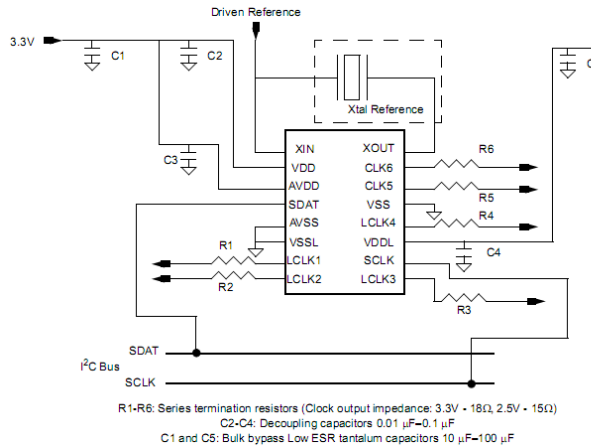 Driven Reference
3.3V
C1
C2
C3
Xtal Reference
XIN
XOUT
VDD
CLK6
AVDD
CLK5
SDAT
VSS
AVSS
LCLK4
VSSL
VDDL
LCLK1
SCLK
LCLK2
LCLK3
R6
R5
R4
C4
R1
R2
R3
SDAT
I²C Bus
SCLK
R1-R6: Series termination resistors (Clock output impedance: 3.3V - 18Ω, 2.5V - 15Ω)
C2-C4: Decoupling capacitors 0.01 µF–0.1 µF
C1 and C5: Bulk bypass Low ESR tantalum capacitors 10 µF–100 µF